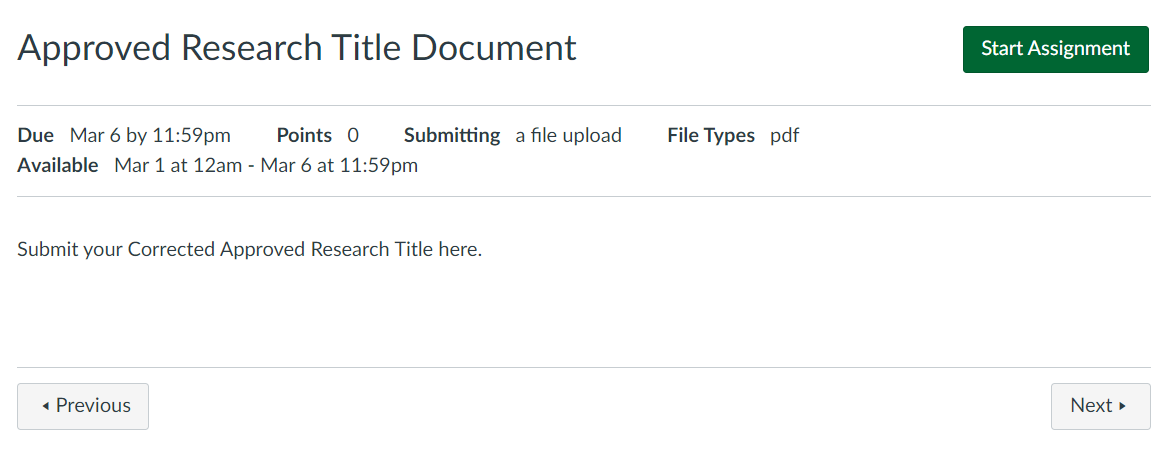 Approved Research Title Document
Start Assignment
Due Mar 6 by 11:59pm Points 0 Submitting a file upload File Types pdf
Available Mar 1 at 12am - Mar 6 at 11:59pm
Submit your Corrected Approved Research Title here.
Previous
Next